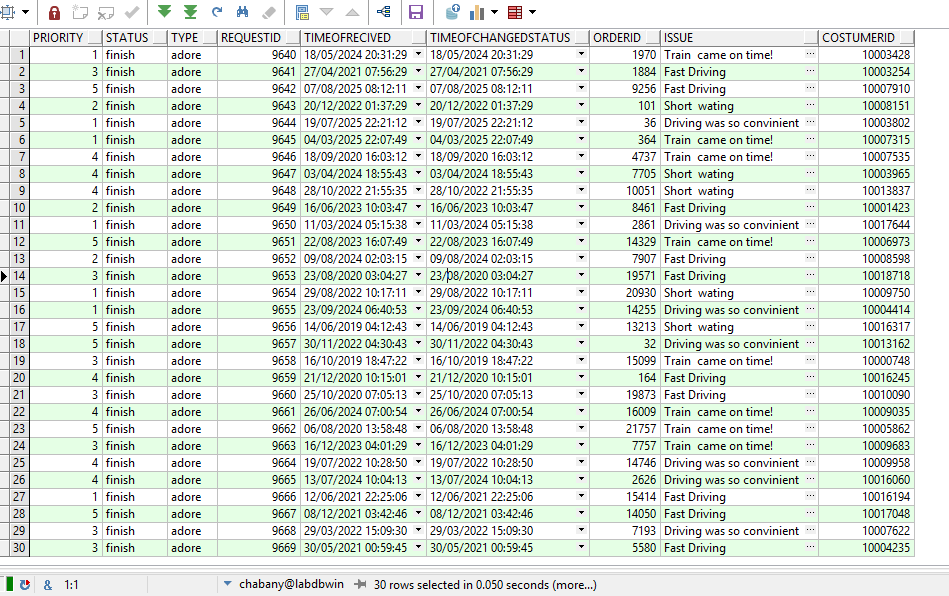 PRIORITY STATUS TYPE REQUESTID TIMEOFRECIVED TIMEOFCHANGEDSTATUS ORDERID ISSUE COSTUMERID
1 1 finish adore 9640 18/05/2024 20:31:29 18/05/2024 20:31:29 1970 Train came on time! ... 10003428
2 3 finish adore 9641 27/04/2021 07:56:29 27/04/2021 07:56:29 1884 Fast Driving ... 10003254
3 5 finish adore 9642 07/08/2025 08:12:11 07/08/2025 08:12:11 9256 Fast Driving ... 10007910
4 2 finish adore 9643 20/12/2022 01:37:29 20/12/2022 01:37:29 101 Short wating ... 10008151
5 1 finish adore 9644 19/07/2025 22:21:12 19/07/2025 22:21:12 36 Driving was so convinient ... 10003802
6 1 finish adore 9645 04/03/2025 22:07:49 04/03/2025 22:07:49 364 Train came on time! ... 10007315
7 4 finish adore 9646 18/09/2020 16:03:12 18/09/2020 16:03:12 4737 Train came on time! ... 10007535
8 4 finish adore 9647 03/04/2024 18:55:43 03/04/2024 18:55:43 7705 Short wating ... 10003965
9 4 finish adore 9648 28/10/2022 21:55:35 28/10/2022 21:55:35 10051 Short wating ... 10013837
10 2 finish adore 9649 16/06/2023 10:03:47 16/06/2023 10:03:47 8461 Fast Driving ... 10001423
11 1 finish adore 9650 11/03/2024 05:15:38 11/03/2024 05:15:38 2861 Driving was so convinient ... 10017644
12 5 finish adore 9651 22/08/2023 16:07:49 22/08/2023 16:07:49 14329 Train came on time! ... 10006973
13 2 finish adore 9652 09/08/2024 02:03:15 09/08/2024 02:03:15 7907 Fast Driving ... 10008598
14 3 finish adore 9653 23/08/2020 03:04:27 23/08/2020 03:04:27 19571 Fast Driving ... 10018718
15 1 finish adore 9654 29/08/2022 10:17:11 29/08/2022 10:17:11 20930 Short wating ... 10009750
16 1 finish adore 9655 23/09/2024 06:40:53 23/09/2024 06:40:53 14255 Driving was so convinient ... 10004414
17 5 finish adore 9656 14/06/2019 04:12:43 14/06/2019 04:12:43 13213 Short wating ... 10016317
18 5 finish adore 9657 30/11/2022 04:30:43 30/11/2022 04:30:43 32 Driving was so convinient ... 10013162
19 3 finish adore 9658 16/10/2019 18:47:22 16/10/2019 18:47:22 15099 Train came on time! ... 10000748
20 4 finish adore 9659 21/12/2020 10:15:01 21/12/2020 10:15:01 164 Fast Driving ... 10016245
21 3 finish adore 9660 25/10/2020 07:05:13 25/10/2020 07:05:13 19873 Fast Driving ... 10010090
22 4 finish adore 9661 26/06/2024 07:00:54 26/06/2024 07:00:54 16009 Train came on time! ... 10009035
23 5 finish adore 9662 06/08/2020 13:58:48 06/08/2020 13:58:48 21757 Train came on time! ... 10005862
24 3 finish adore 9663 16/12/2023 04:01:29 16/12/2023 04:01:29 7757 Train came on time! ... 10009683
25 4 finish adore 9664 19/07/2022 10:28:50 19/07/2022 10:28:50 14746 Driving was so convinient ... 10009958
26 4 finish adore 9665 13/07/2024 10:04:13 13/07/2024 10:04:13 2626 Driving was so convinient ... 10016060
27 1 finish adore 9666 12/06/2021 22:25:06 12/06/2021 22:25:06 15414 Fast Driving ... 10016194
28 5 finish adore 9667 08/12/2021 03:42:46 08/12/2021 03:42:46 14050 Fast Driving ... 10017048
29 3 finish adore 9668 29/03/2022 15:09:30 29/03/2022 15:09:30 7193 Driving was so convinient ... 10007622
30 3 finish adore 9669 30/05/2021 00:59:45 30/05/2021 00:59:45 5580 Fast Driving ... 10004235
& 1:1 chabany@labdbwin 30 rows selected in 0.050 seconds (more...)